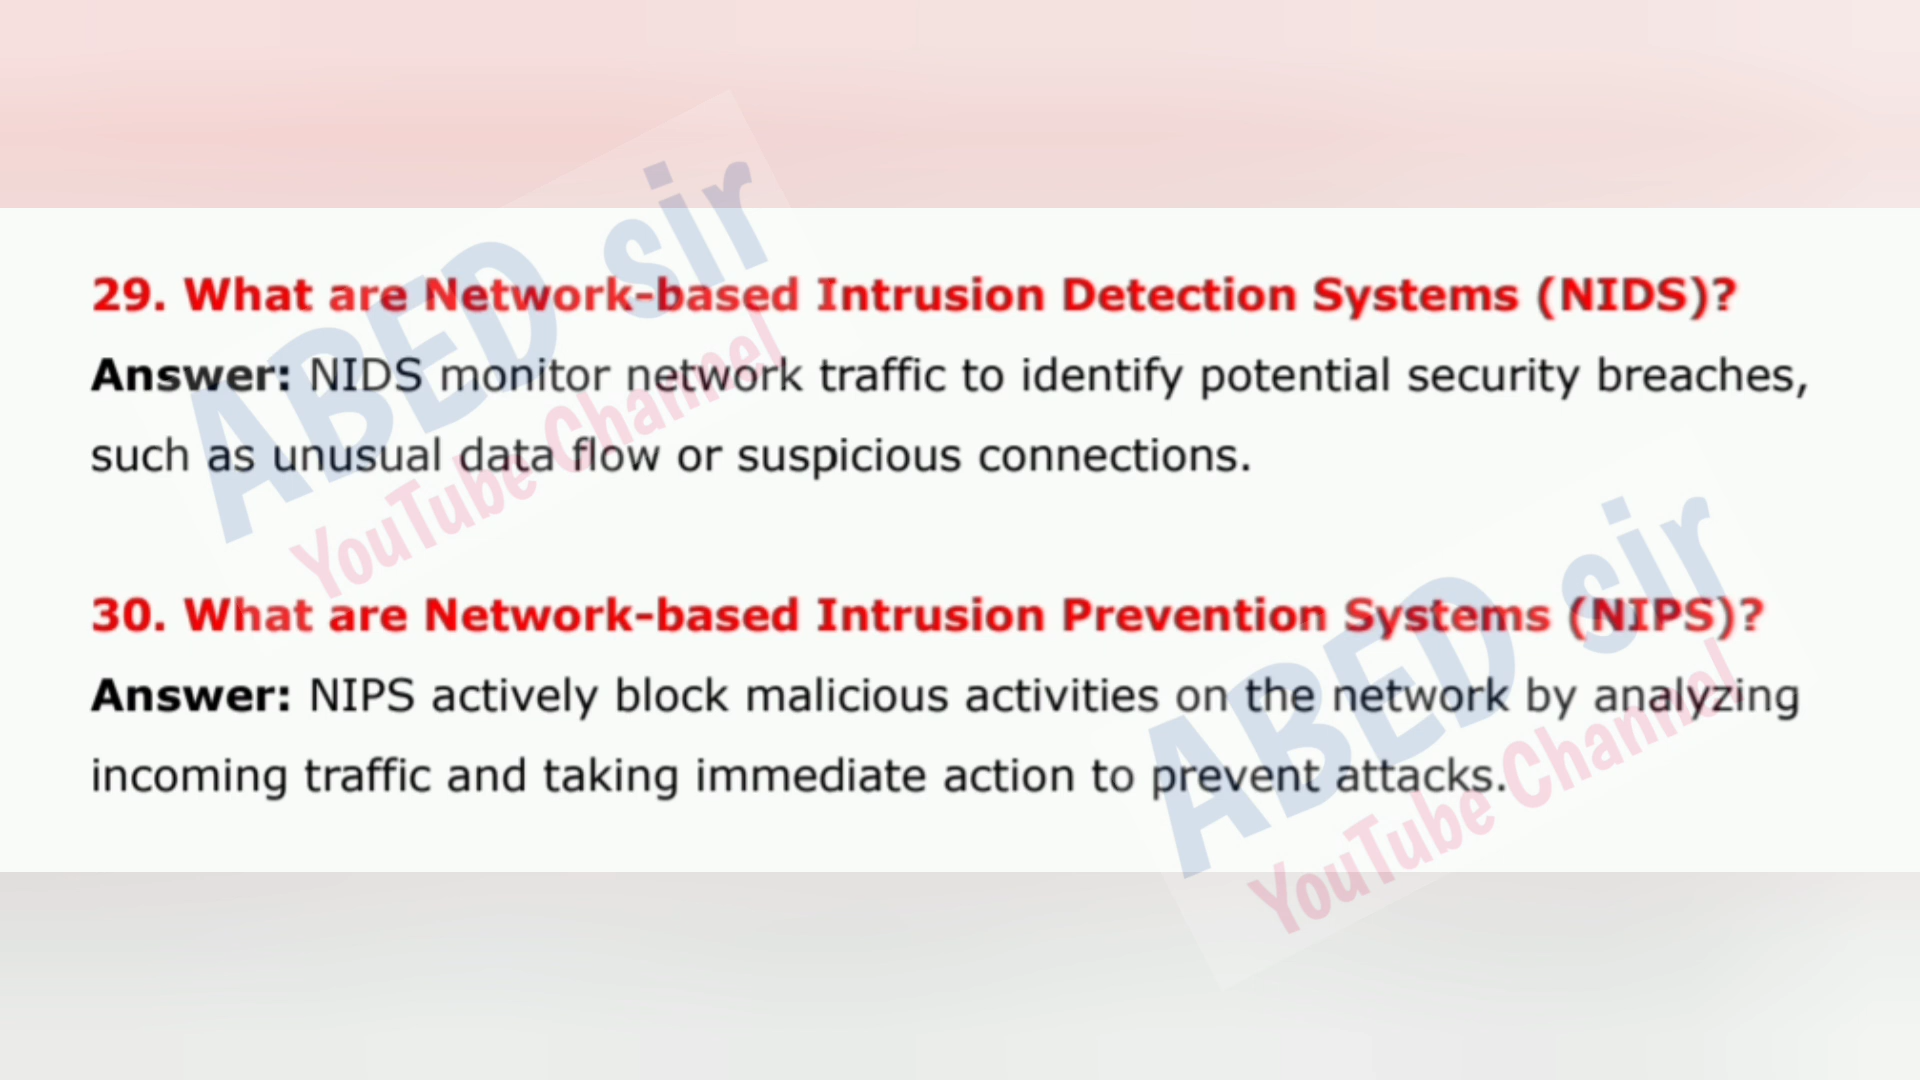 29. What are Network-based Intrusion Detection Systems (NIDS)?
Answer: NIDS monitor network traffic to identify potential security breaches,
such as unusual data flow or suspicious connections.
30. What are Network-based Intrusion Prevention Systems (NIPS)?
Answer: NIPS actively block malicious activities on the network by analyzing
incoming traffic and taking immediate action to prevent attacks.
ABED sir
YouTube Channel
ABED sir
YouTube Channel